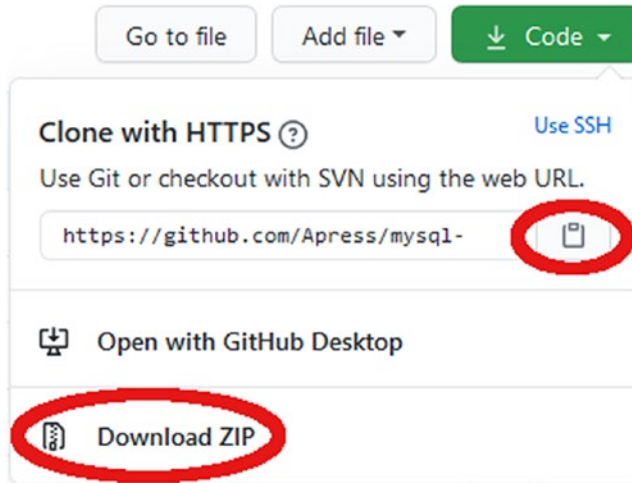 Go to file
Add file
Code
Clone with HTTPS
Use SSH
Use Git or checkout with SVN using the web URL.
https://github.com/Apress/mysql-
Open with GitHub Desktop
Download ZIP